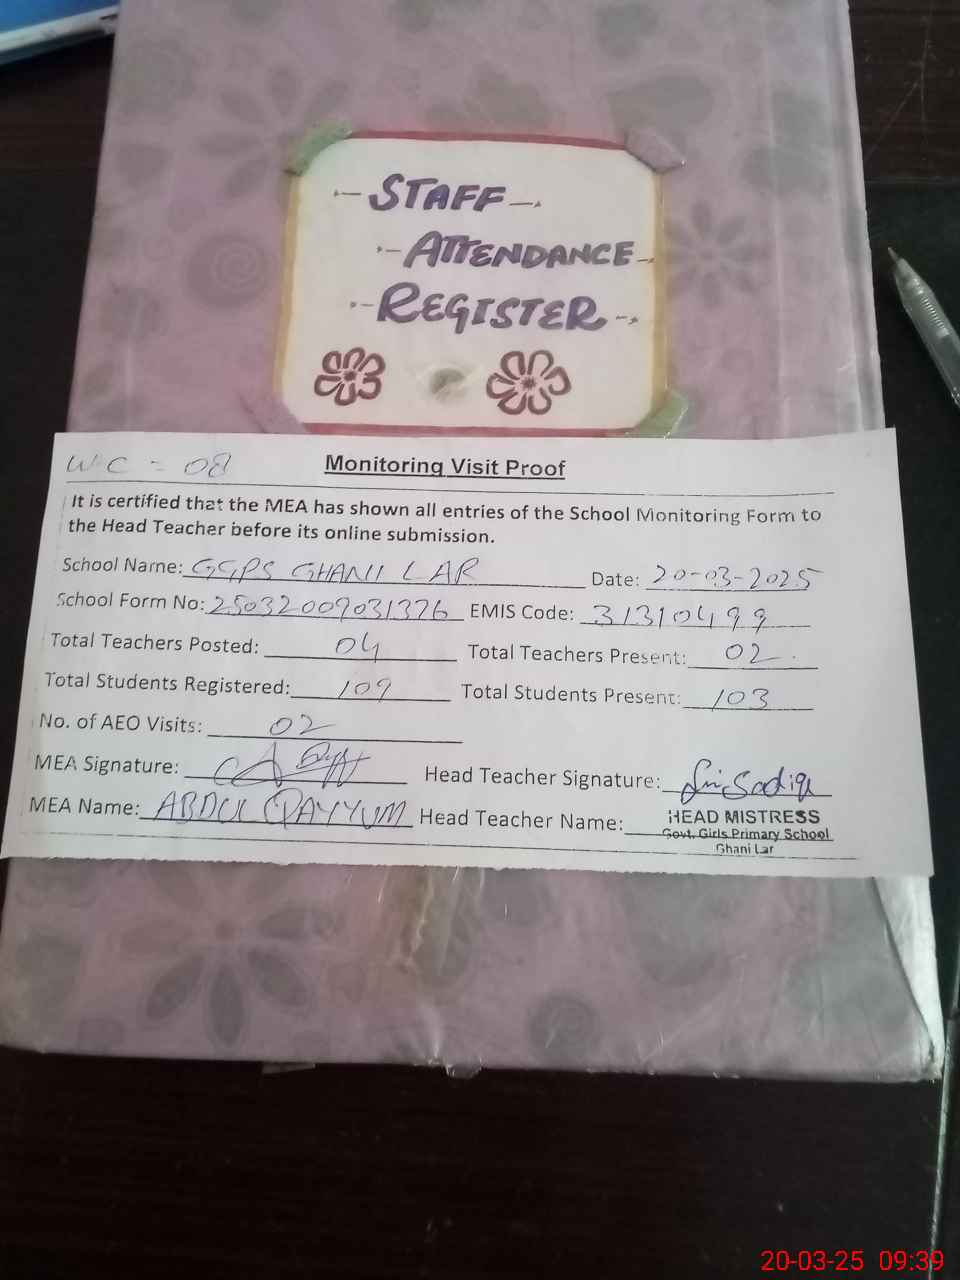 STAFF
ATTENDANCE
REGISTER
WC = 08
Monitoring Visit Proof
It is certified that the MEA has shown all entries of the School Monitoring Form to
the Head Teacher before its online submission.
School Name: GGPS GHANI LAR Date: 20-03-2025
School Form No: 25032009031376 EMIS Code: 31310499
Total Teachers Posted: 04 Total Teachers Present: 02
Total Students Registered: 109 Total Students Present: 103
No. of AEO Visits: 02
MEA Signature: Head Teacher Signature:
MEA Name: ABDUL QAYYUM Head Teacher Name: HEAD MISTRESS
Govt. Girls Primary School
Ghani Lar
20-03-25 09:39